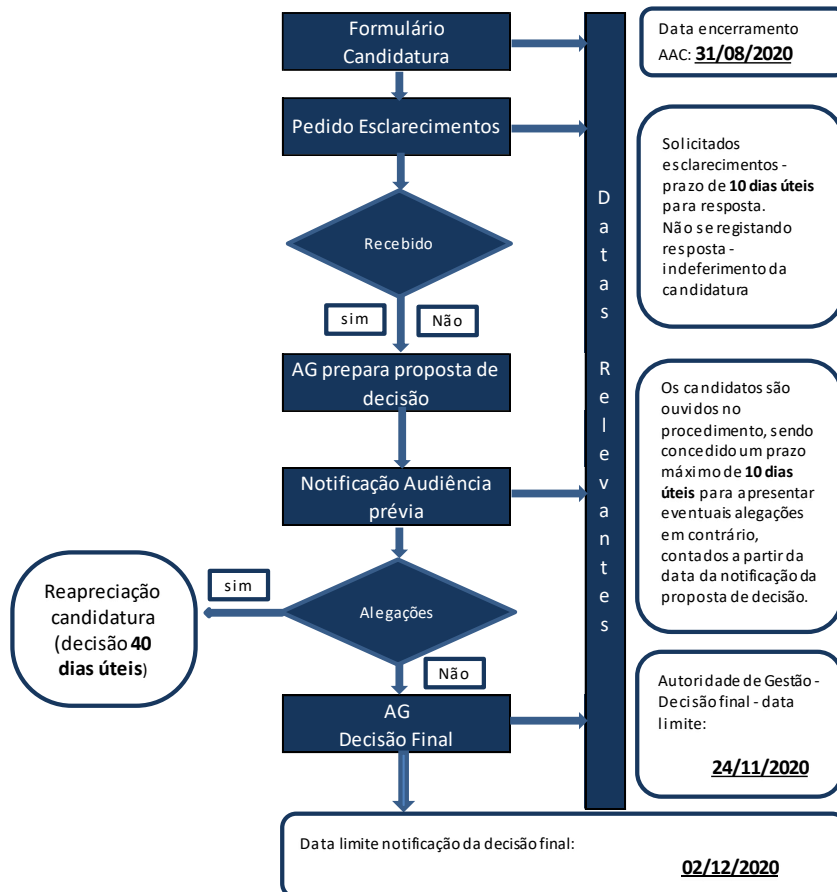 Formulário
Candidatura
Data encerramento
AAC: 31/08/2020
Pedido Esclarecimentos
Solicitados
esclarecimentos -
prazo de 10 dias úteis
para resposta.
Não se registando
resposta -
indeferimento da
candidatura
Recebido
sim
Não
Datas Relevantes
AG prepara proposta de
decisão
Os candidatos são
ouvidos no
procedimento, sendo
concedido um prazo
máximo de 10 dias
úteis para apresentar
eventuais alegações
em contrário,
contados a partir da
data da notificação da
proposta de decisão.
Notificação Audiência
prévia
sim
Reapreciação
candidatura
(decisão 40
dias úteis)
Alegações
Não
AG
Decisão Final
Autoridade de Gestão -
Decisão final - data
limite:
24/11/2020
Data limite notificação da decisão final:
02/12/2020